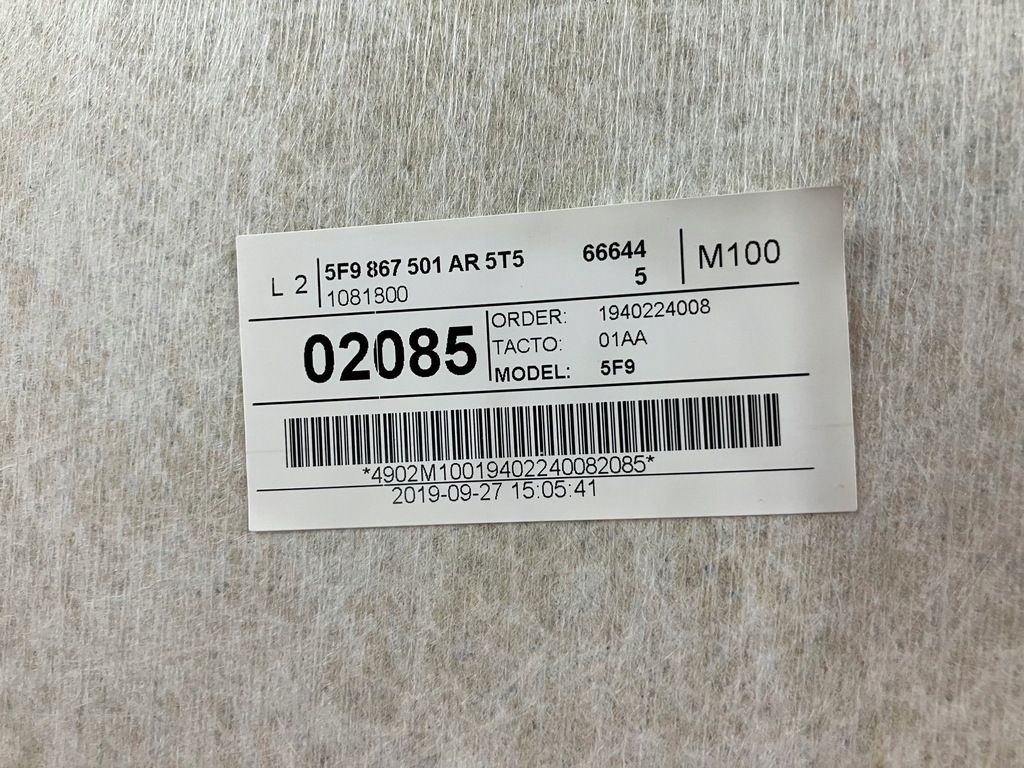 L 2 5F9 867 501 AR 5T5 66644 M100
1081800 5
02085
ORDER: 1940224008
TACTO: 01AA
MODEL: 5F9
*4902M10019402240082085*
2019-09-27 15:05:41